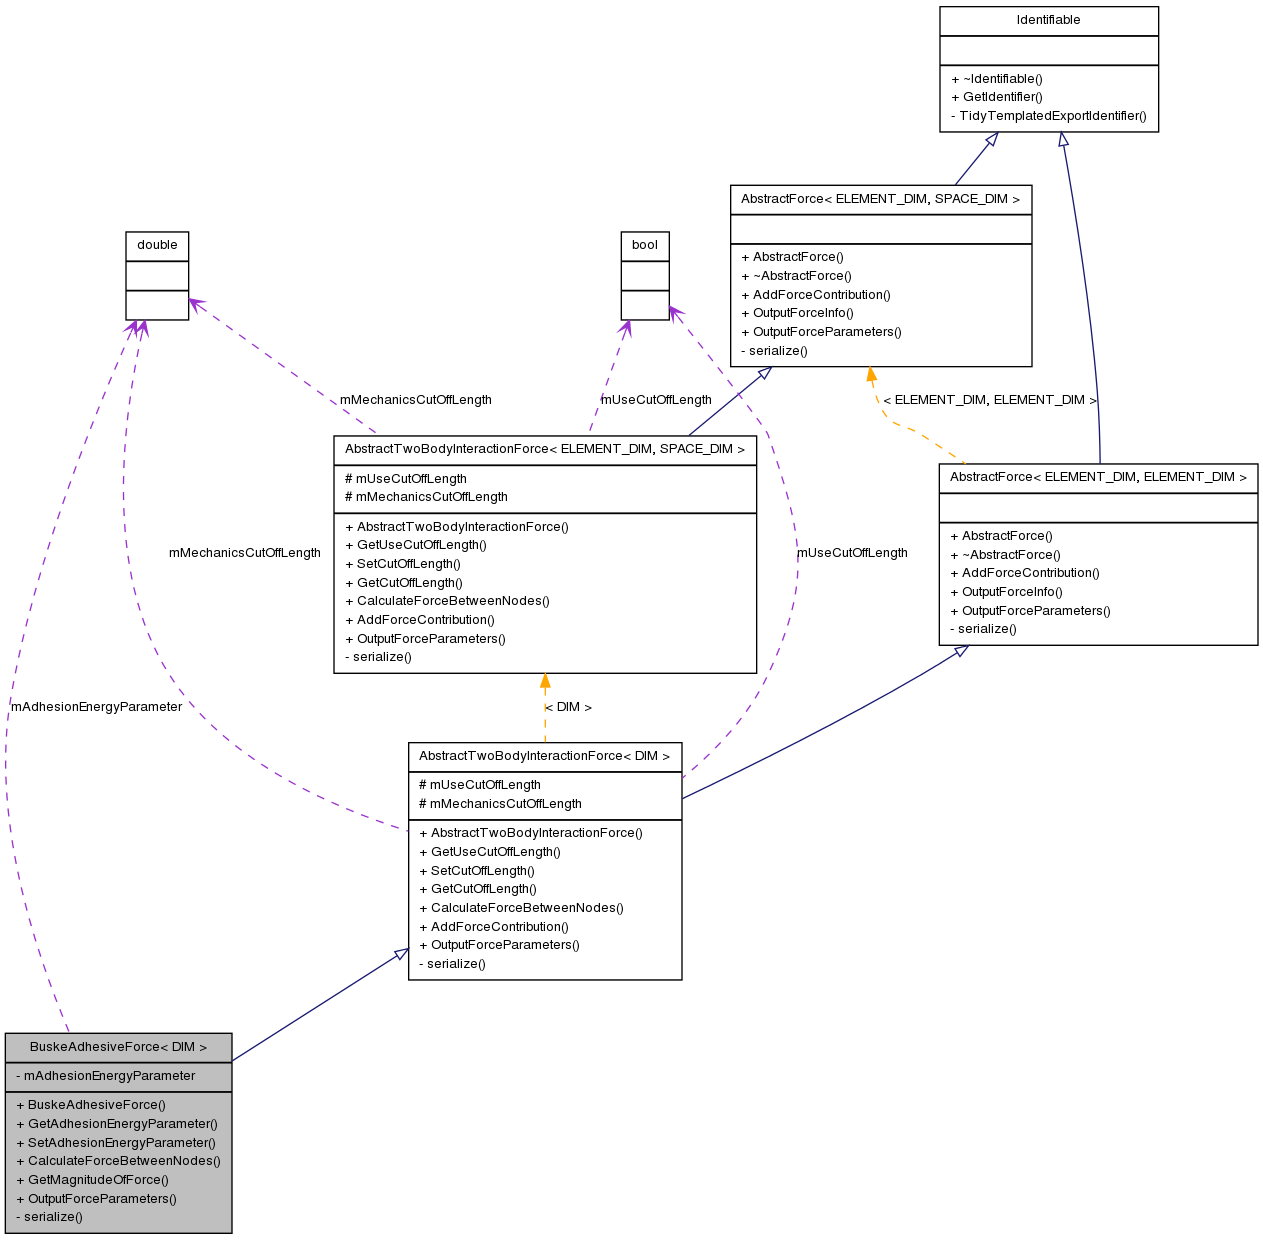 Identifiable
+ ~Identifiable()
+ GetIdentifier()
- TidyTemplatedExportIdentifier()
AbstractForce< ELEMENT_DIM, SPACE_DIM >
+ AbstractForce()
+ ~AbstractForce()
+ AddForceContribution()
+ OutputForceInfo()
+ OutputForceParameters()
- serialize()
double
bool
mMechanicsCutOffLength
mUseCutOffLength
< ELEMENT_DIM, ELEMENT_DIM >
AbstractTwoBodyInteractionForce< ELEMENT_DIM, SPACE_DIM >
# mUseCutOffLength
# mMechanicsCutOffLength
+ AbstractTwoBodyInteractionForce()
+ GetUseCutOffLength()
+ SetCutOffLength()
+ GetCutOffLength()
+ CalculateForceBetweenNodes()
+ AddForceContribution()
+ OutputForceParameters()
- serialize()
AbstractForce< ELEMENT_DIM, ELEMENT_DIM >
+ AbstractForce()
+ ~AbstractForce()
+ AddForceContribution()
+ OutputForceInfo()
+ OutputForceParameters()
- serialize()
mMechanicsCutOffLength
mUseCutOffLength
mAdhesionEnergyParameter
< DIM >
AbstractTwoBodyInteractionForce< DIM >
# mUseCutOffLength
# mMechanicsCutOffLength
+ AbstractTwoBodyInteractionForce()
+ GetUseCutOffLength()
+ SetCutOffLength()
+ GetCutOffLength()
+ CalculateForceBetweenNodes()
+ AddForceContribution()
+ OutputForceParameters()
- serialize()
BuskeAdhesiveForce< DIM >
- mAdhesionEnergyParameter
+ BuskeAdhesiveForce()
+ GetAdhesionEnergyParameter()
+ SetAdhesionEnergyParameter()
+ CalculateForceBetweenNodes()
+ GetMagnitudeOfForce()
+ OutputForceParameters()
- serialize()